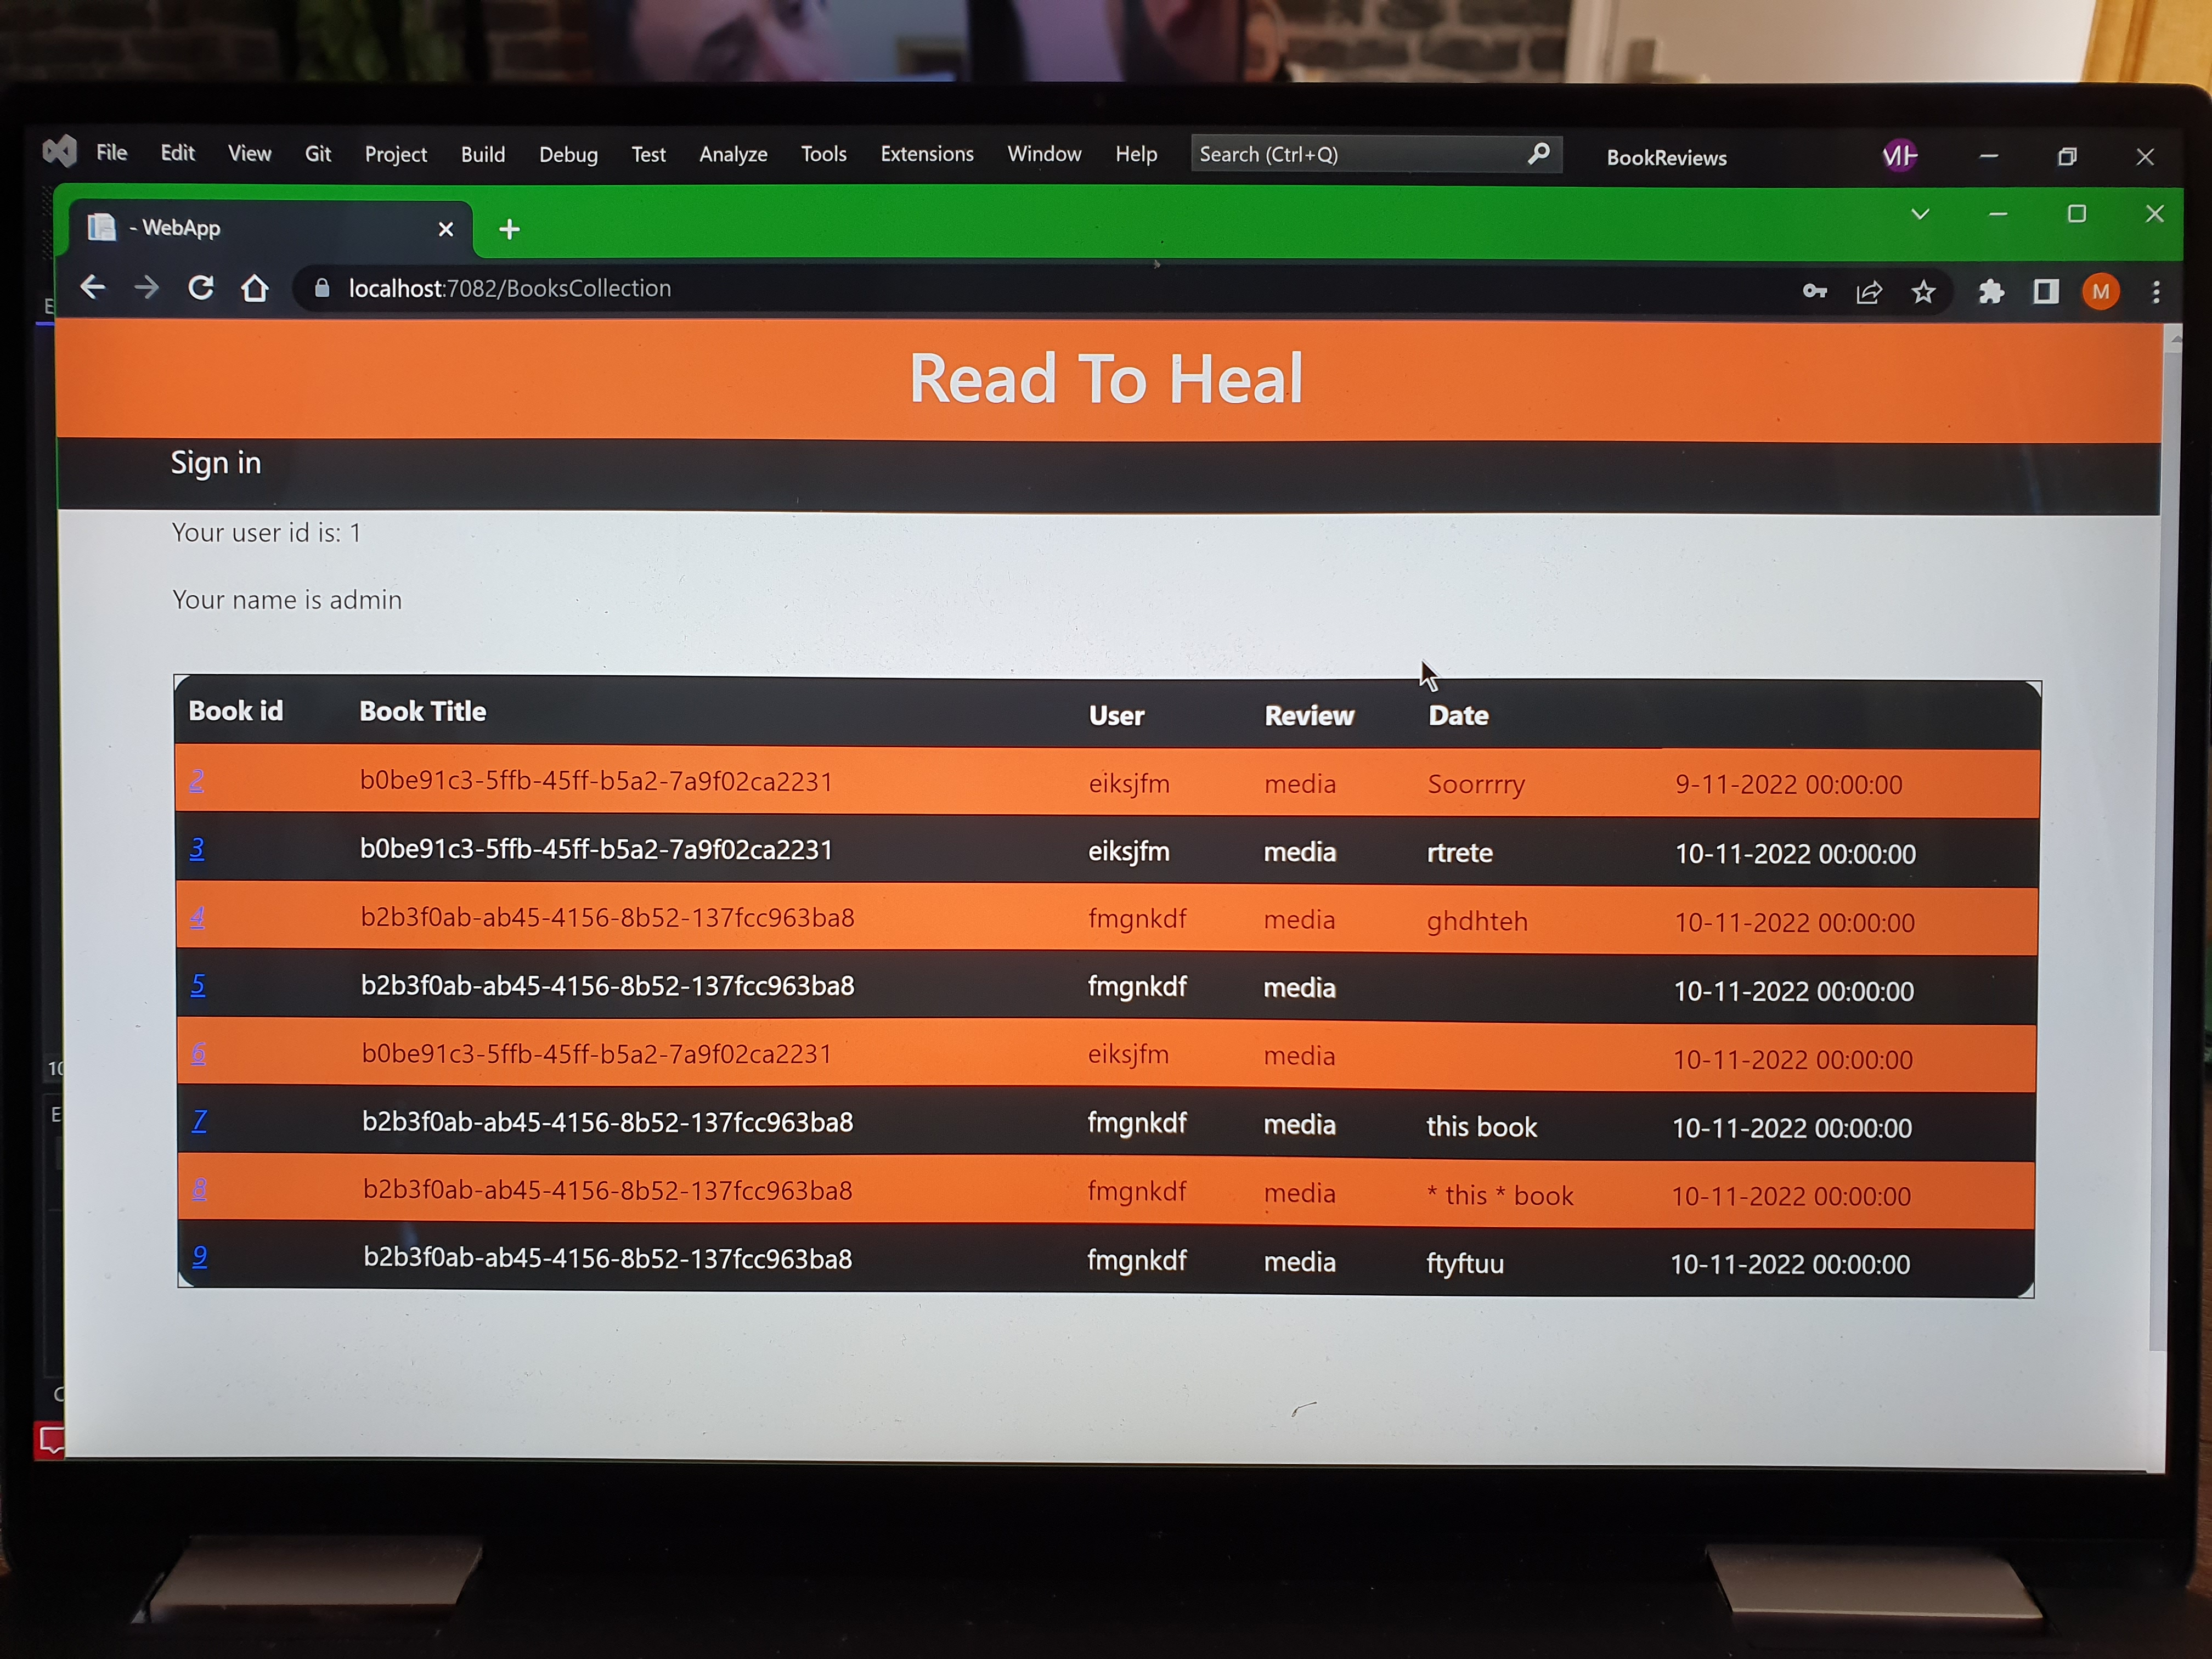 File Edit View Git Project Build Debug Test Analyze Tools Extensions Window Help Search (Ctrl+Q) BookReviews
- WebApp
localhost:7082/BooksCollection M
Read To Heal
Sign in
Your user id is: 1
Your name is admin
Book id Book Title User Review Date
2 b0be91c3-5ffb-45ff-b5a2-7a9f02ca2231 eiksjfm media Soorrrry 9-11-2022 00:00:00
3 b0be91c3-5ffb-45ff-b5a2-7a9f02ca2231 eiksjfm media rtrete 10-11-2022 00:00:00
4 b2b3f0ab-ab45-4156-8b52-137fcc963ba8 fmgnkdf media ghdhteh 10-11-2022 00:00:00
5 b2b3f0ab-ab45-4156-8b52-137fcc963ba8 fmgnkdf media 10-11-2022 00:00:00
6 b0be91c3-5ffb-45ff-b5a2-7a9f02ca2231 eiksjfm media 10-11-2022 00:00:00
7 b2b3f0ab-ab45-4156-8b52-137fcc963ba8 fmgnkdf media this book 10-11-2022 00:00:00
8 b2b3f0ab-ab45-4156-8b52-137fcc963ba8 fmgnkdf media * this * book 10-11-2022 00:00:00
9 b2b3f0ab-ab45-4156-8b52-137fcc963ba8 fmgnkdf media ftyftuu 10-11-2022 00:00:00